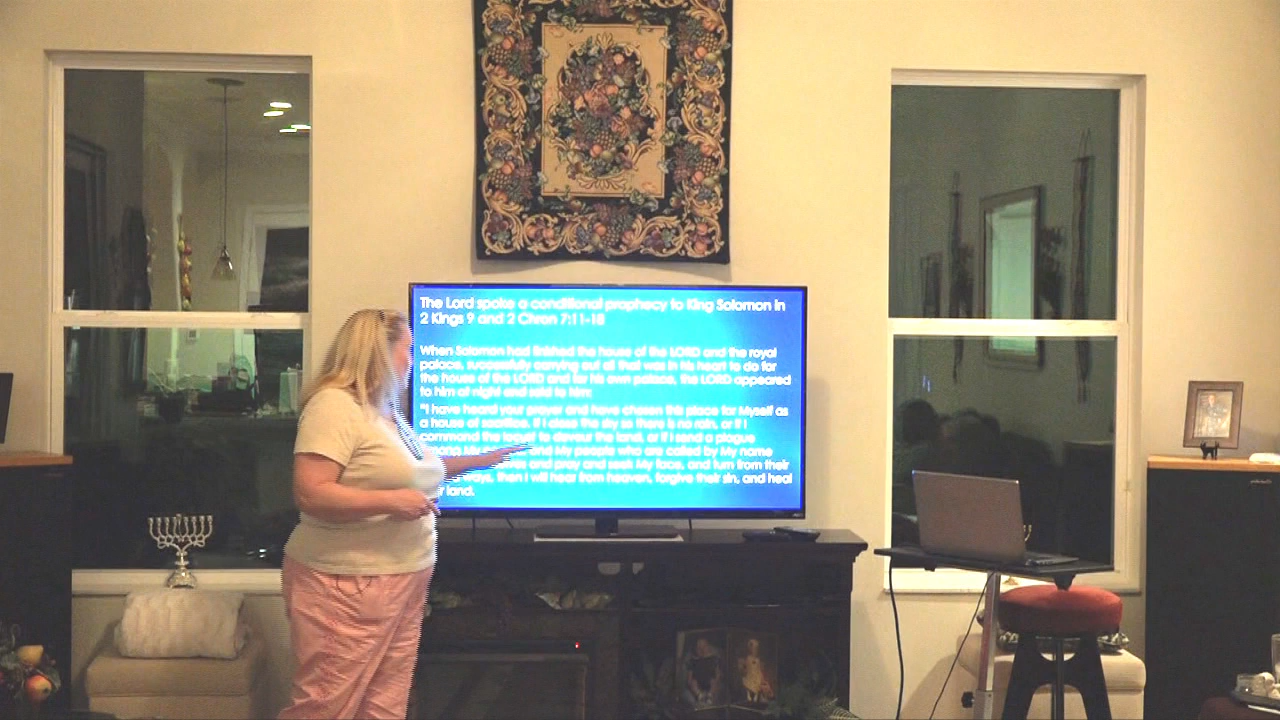 The Lord spoke a conditional prophecy to King Solomon in
2 Kings 9 and 2 Chron 7:11-18
When Solomon had finished the house of the LORD and the royal
palace, successfully carrying out all that was in his heart to do for
the house of the LORD and for his own palace, the LORD appeared
to him at night and said to him:
"I have heard your prayer and have chosen this place for Myself as
a house of sacrifice. If I close the sky so there is no rain, or if I
command the locust to devour the land, or if I send a plague
among My and My people who are called by My name
and pray and seek My face, and turn from their
ways, then I will hear from heaven, forgive their sin, and heal
land.